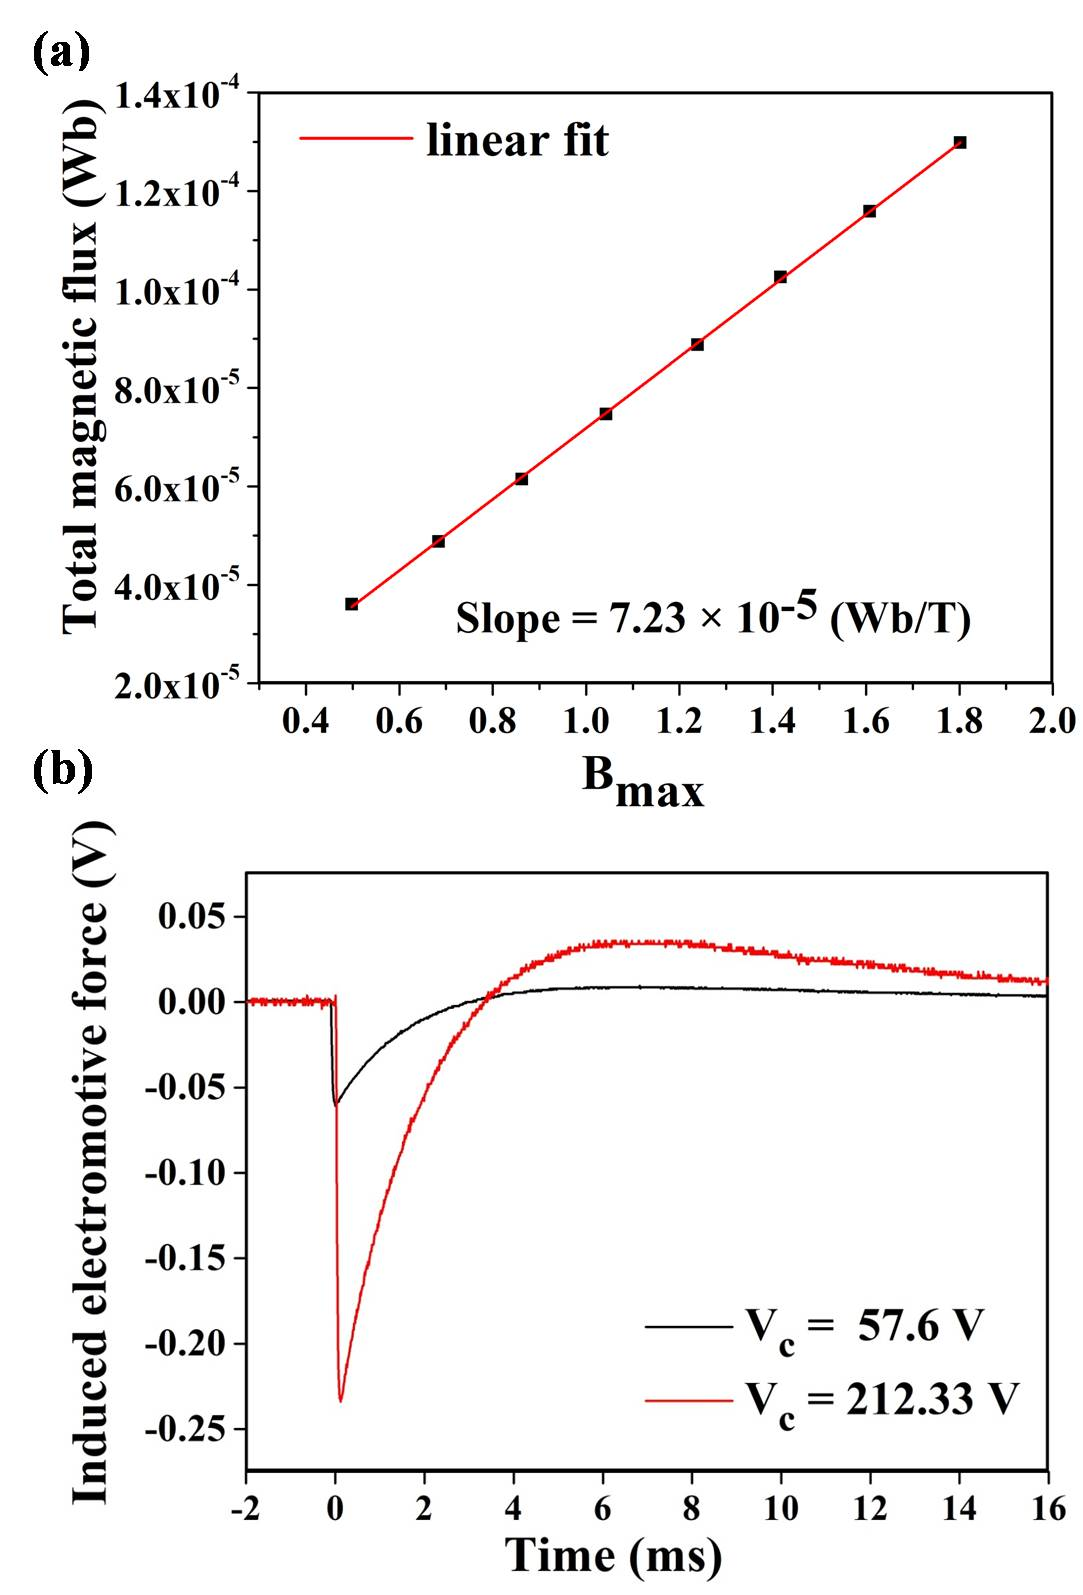 (a)
Total magnetic flux (Wb)
1.4x10⁻⁴
1.2x10⁻⁴
1.0x10⁻⁴
8.0x10⁻⁵
6.0x10⁻⁵
4.0x10⁻⁵
2.0x10⁻⁵
linear fit
Slope = 7.23 × 10⁻⁵ (Wb/T)
0.4 0.6 0.8 1.0 1.2 1.4 1.6 1.8 2.0
Bmax
(b)
Induced electromotive force (V)
0.05
0.00
-0.05
-0.10
-0.15
-0.20
-0.25
Vc = 57.6 V
Vc = 212.33 V
-2 0 2 4 6 8 10 12 14 16
Time (ms)